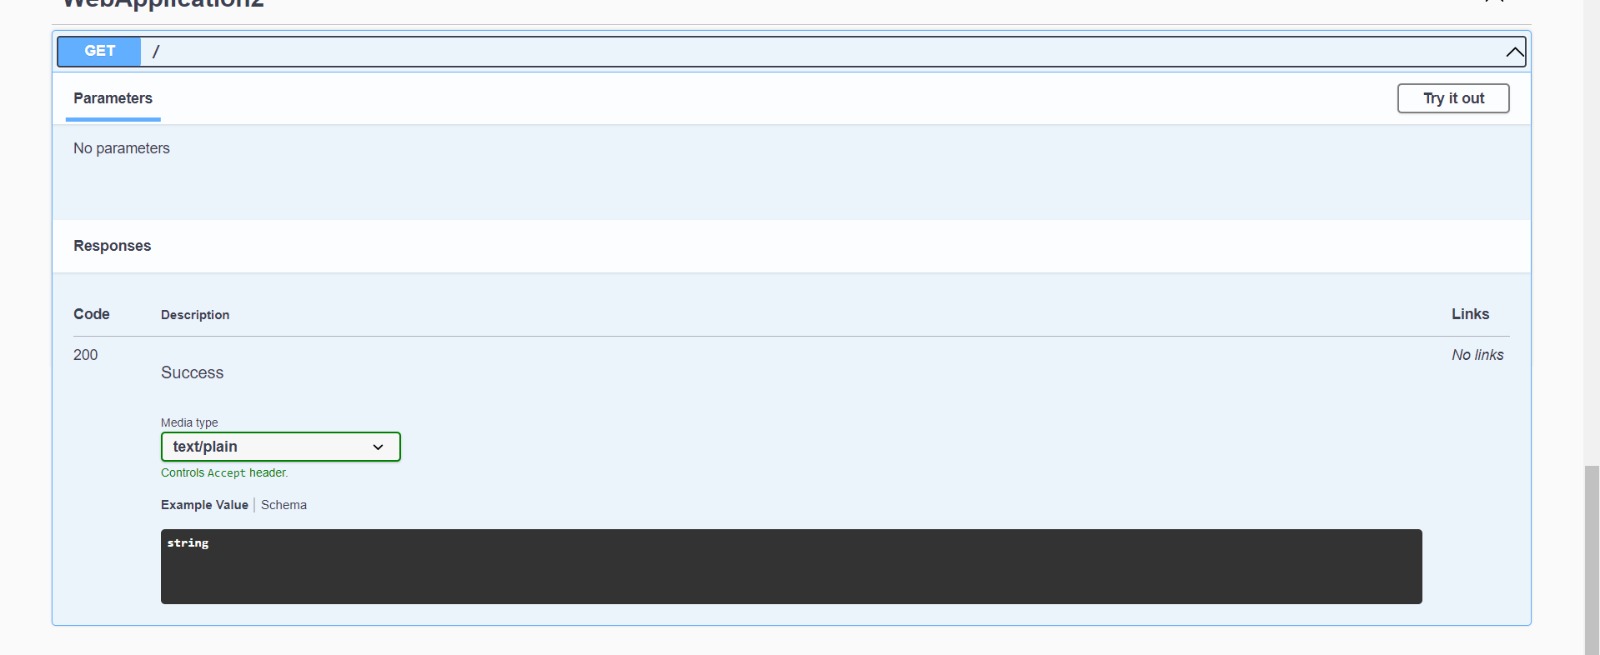 WebApplication2
GET /
Parameters
Try it out
No parameters
Responses
Code Description Links
200 No links
Success
Media type
text/plain
Controls Accept header.
Example Value Schema
string